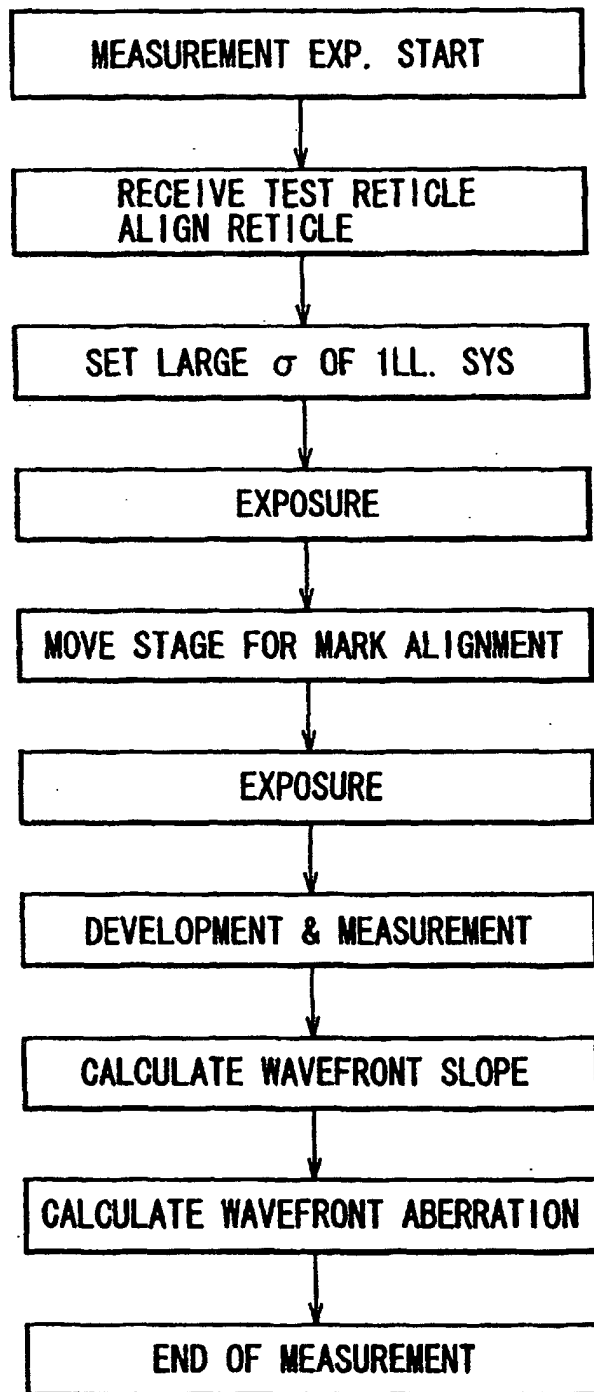 MEASUREMENT EXP. START
RECEIVE TEST RETICLE
ALIGN RETICLE
SET LARGE σ OF 1LL. SYS
EXPOSURE
MOVE STAGE FOR MARK ALIGNMENT
EXPOSURE
DEVELOPMENT & MEASUREMENT
CALCULATE WAVEFRONT SLOPE
CALCULATE WAVEFRONT ABERRATION
END OF MEASUREMENT